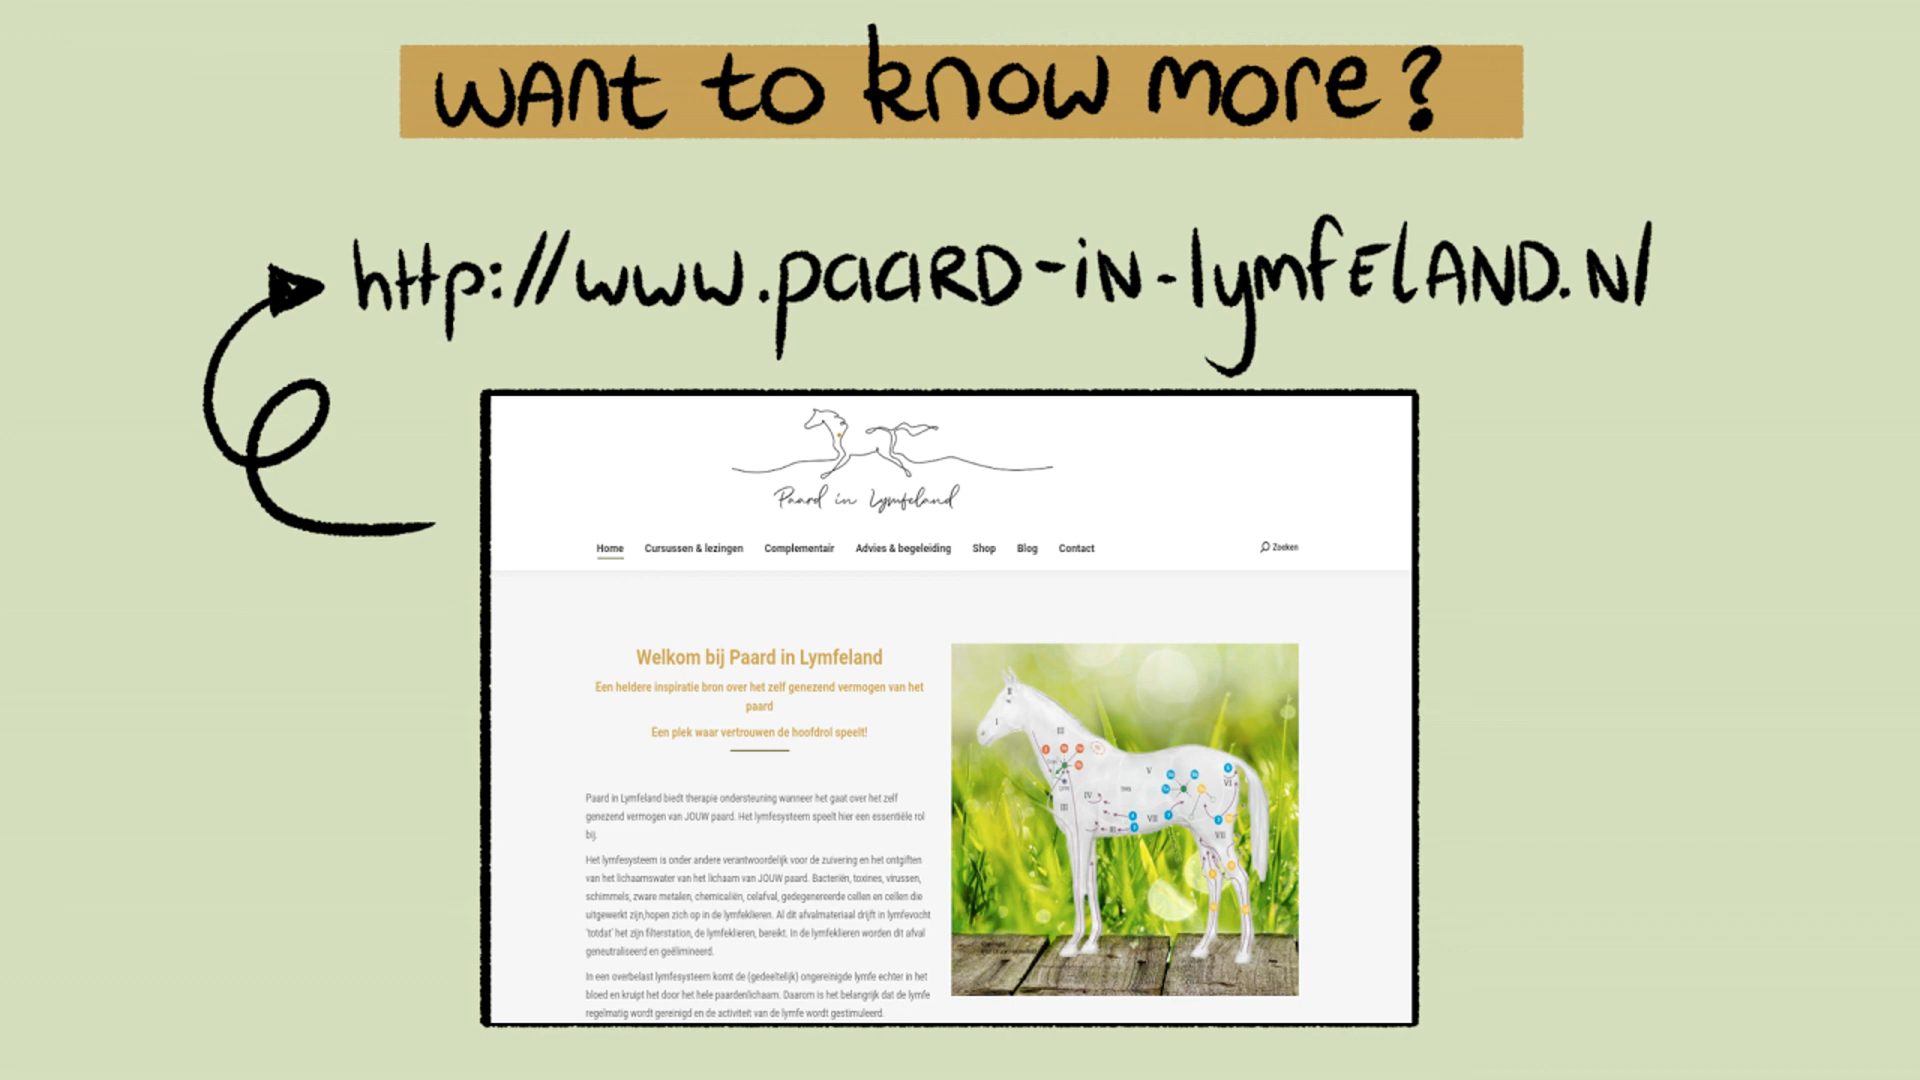 want to know more?
http://www.paard-in-lymfeland.nl
Paard in Lymfeland
Home Cursussen & lezingen Complementair Advies & begeleiding Shop Blog Contact Zoeken
Welkom bij Paard in Lymfeland
Een heldere inspiratie bron over het zelf genezend vermogen van het
paard
Een plek waar vertrouwen de hoofdrol speelt!
Paard in Lymfeland biedt therapie ondersteuning wanneer het gaat over het zelf
genezend vermogen van JOUW paard. Het lymfesysteem speelt hier een essentiële rol
bij.
Het lymfesysteem is onder andere verantwoordelijk voor de zuivering en het ontgiften
van het lichaamswater van het lichaam van JOUW paard. Bacteriën, toxines, virussen,
schimmels, zware metalen, chemicaliën, celafval, gedegenereerde cellen en cellen die
uitgewerkt zijn,hopen zich op in de lymfeklieren. Al dit afvalmateriaal drijft in lymfevocht
'totdat' het zijn filterstation, de lymfeklieren, bereikt. In de lymfeklieren worden dit afval
geneutraliseerd en geëlimineerd.
In een overbelast lymfesysteem komt de (gedeeltelijk) ongereinigde lymfe echter in het
bloed en kruipt het door het hele paardenlichaam. Daarom is het belangrijk dat de lymfe
regelmatig wordt gereinigd en de activiteit van de lymfe wordt gestimuleerd.
II
I
III
V
VI
IV
III
VII
III
VII